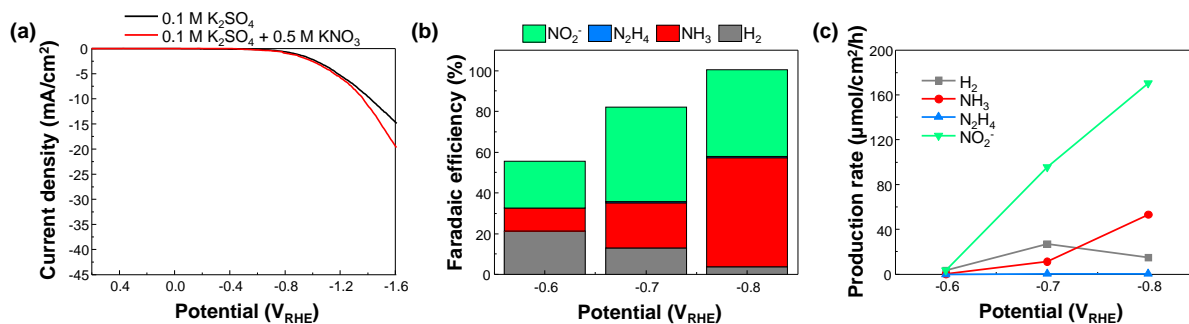 (a)
0.1 M K₂SO₄
0.1 M K₂SO₄ + 0.5 M KNO₃
Current density (mA/cm²)
0
-5
-10
-15
-20
-25
-30
-35
-40
-45
0.4 0.0 -0.4 -0.8 -1.2 -1.6
Potential (V_RHE)
(b)
NO₂⁻ N₂H₄ NH₃ H₂
Faradaic efficiency (%)
100
80
60
40
20
0
-0.6 -0.7 -0.8
Potential (V_RHE)
(c)
Production rate (μmol/cm²/h)
200
160
120
80
40
0
H₂
NH₃
N₂H₄
NO₂⁻
-0.6 -0.7 -0.8
Potential (V_RHE)